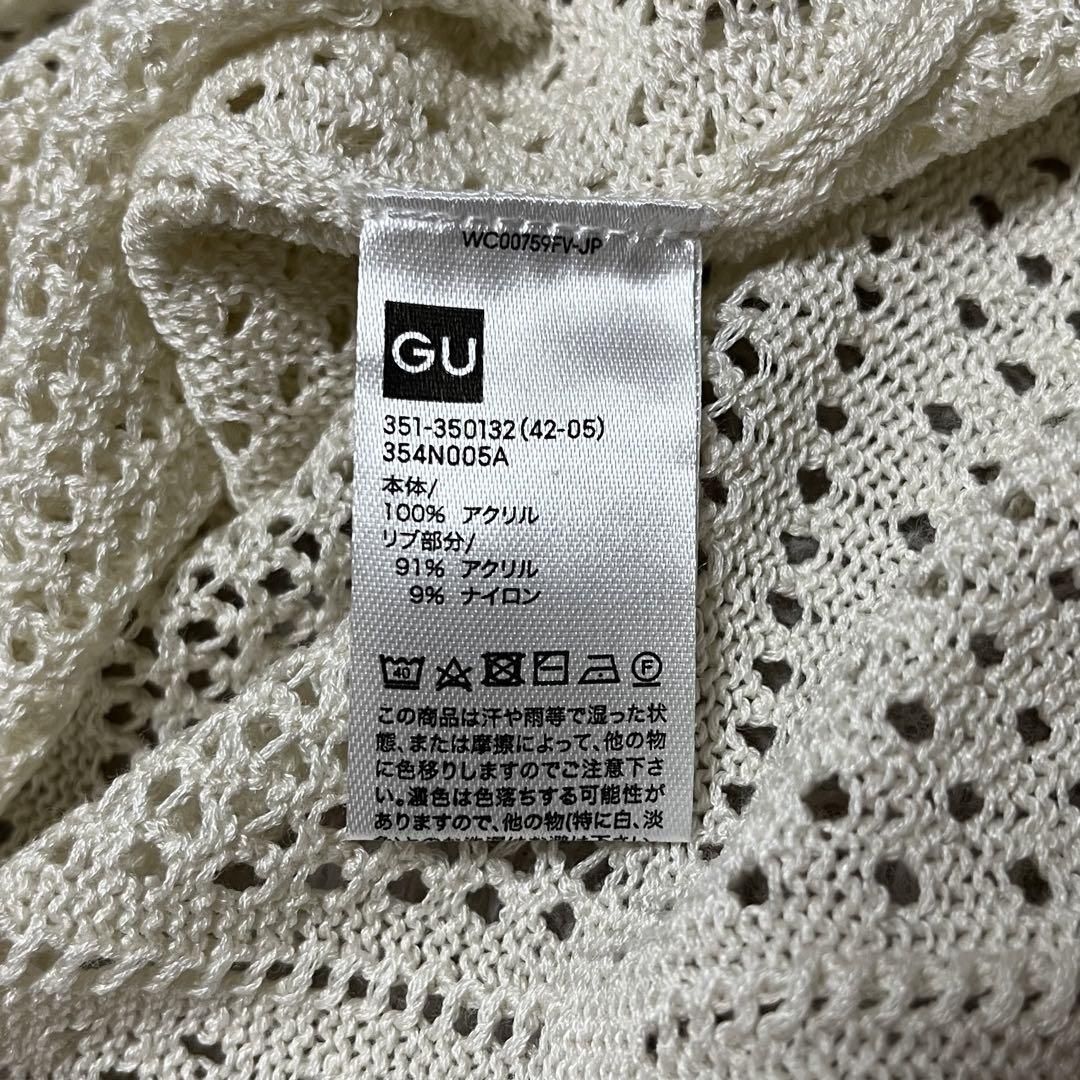 WC00759FV-JP
GU
351-350132(42-05)
354N005A
本体/
100% アクリル
リブ部分/
91% アクリル
9% ナイロン
40 F
この商品は汗や雨等で湿った状
態、または摩擦によって、他の物
に色移りしますのでご注意下さ
い。濃色は色落ちする可能性が
ありますので、他の物(特に白、淡